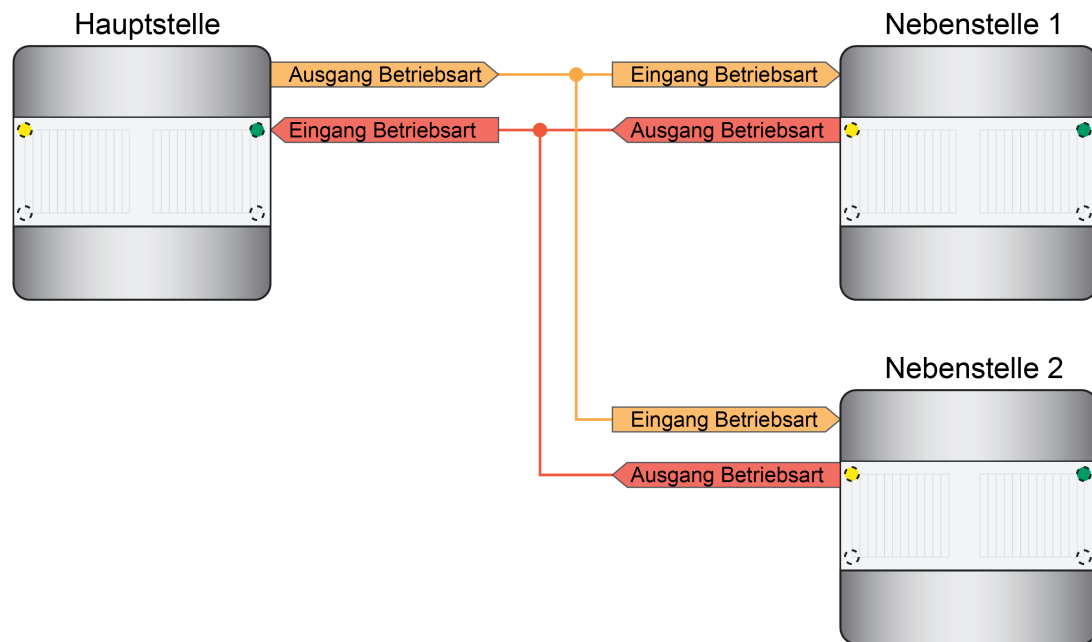 Hauptstelle
Nebenstelle 1
Ausgang Betriebsart
Eingang Betriebsart
Eingang Betriebsart
Ausgang Betriebsart
Nebenstelle 2
Eingang Betriebsart
Ausgang Betriebsart